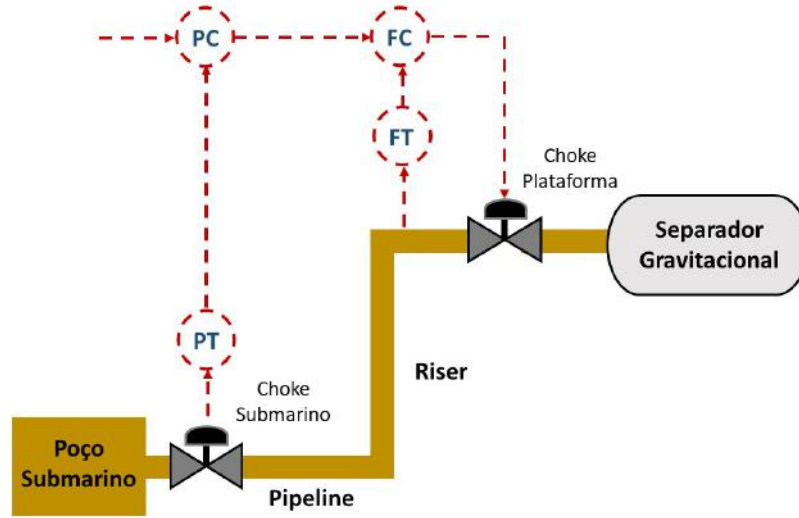 PC
FC
FT
Choke
Plataforma
Separador
Gravitacional
PT
Riser
Choke
Submarino
Poço
Submarino
Pipeline